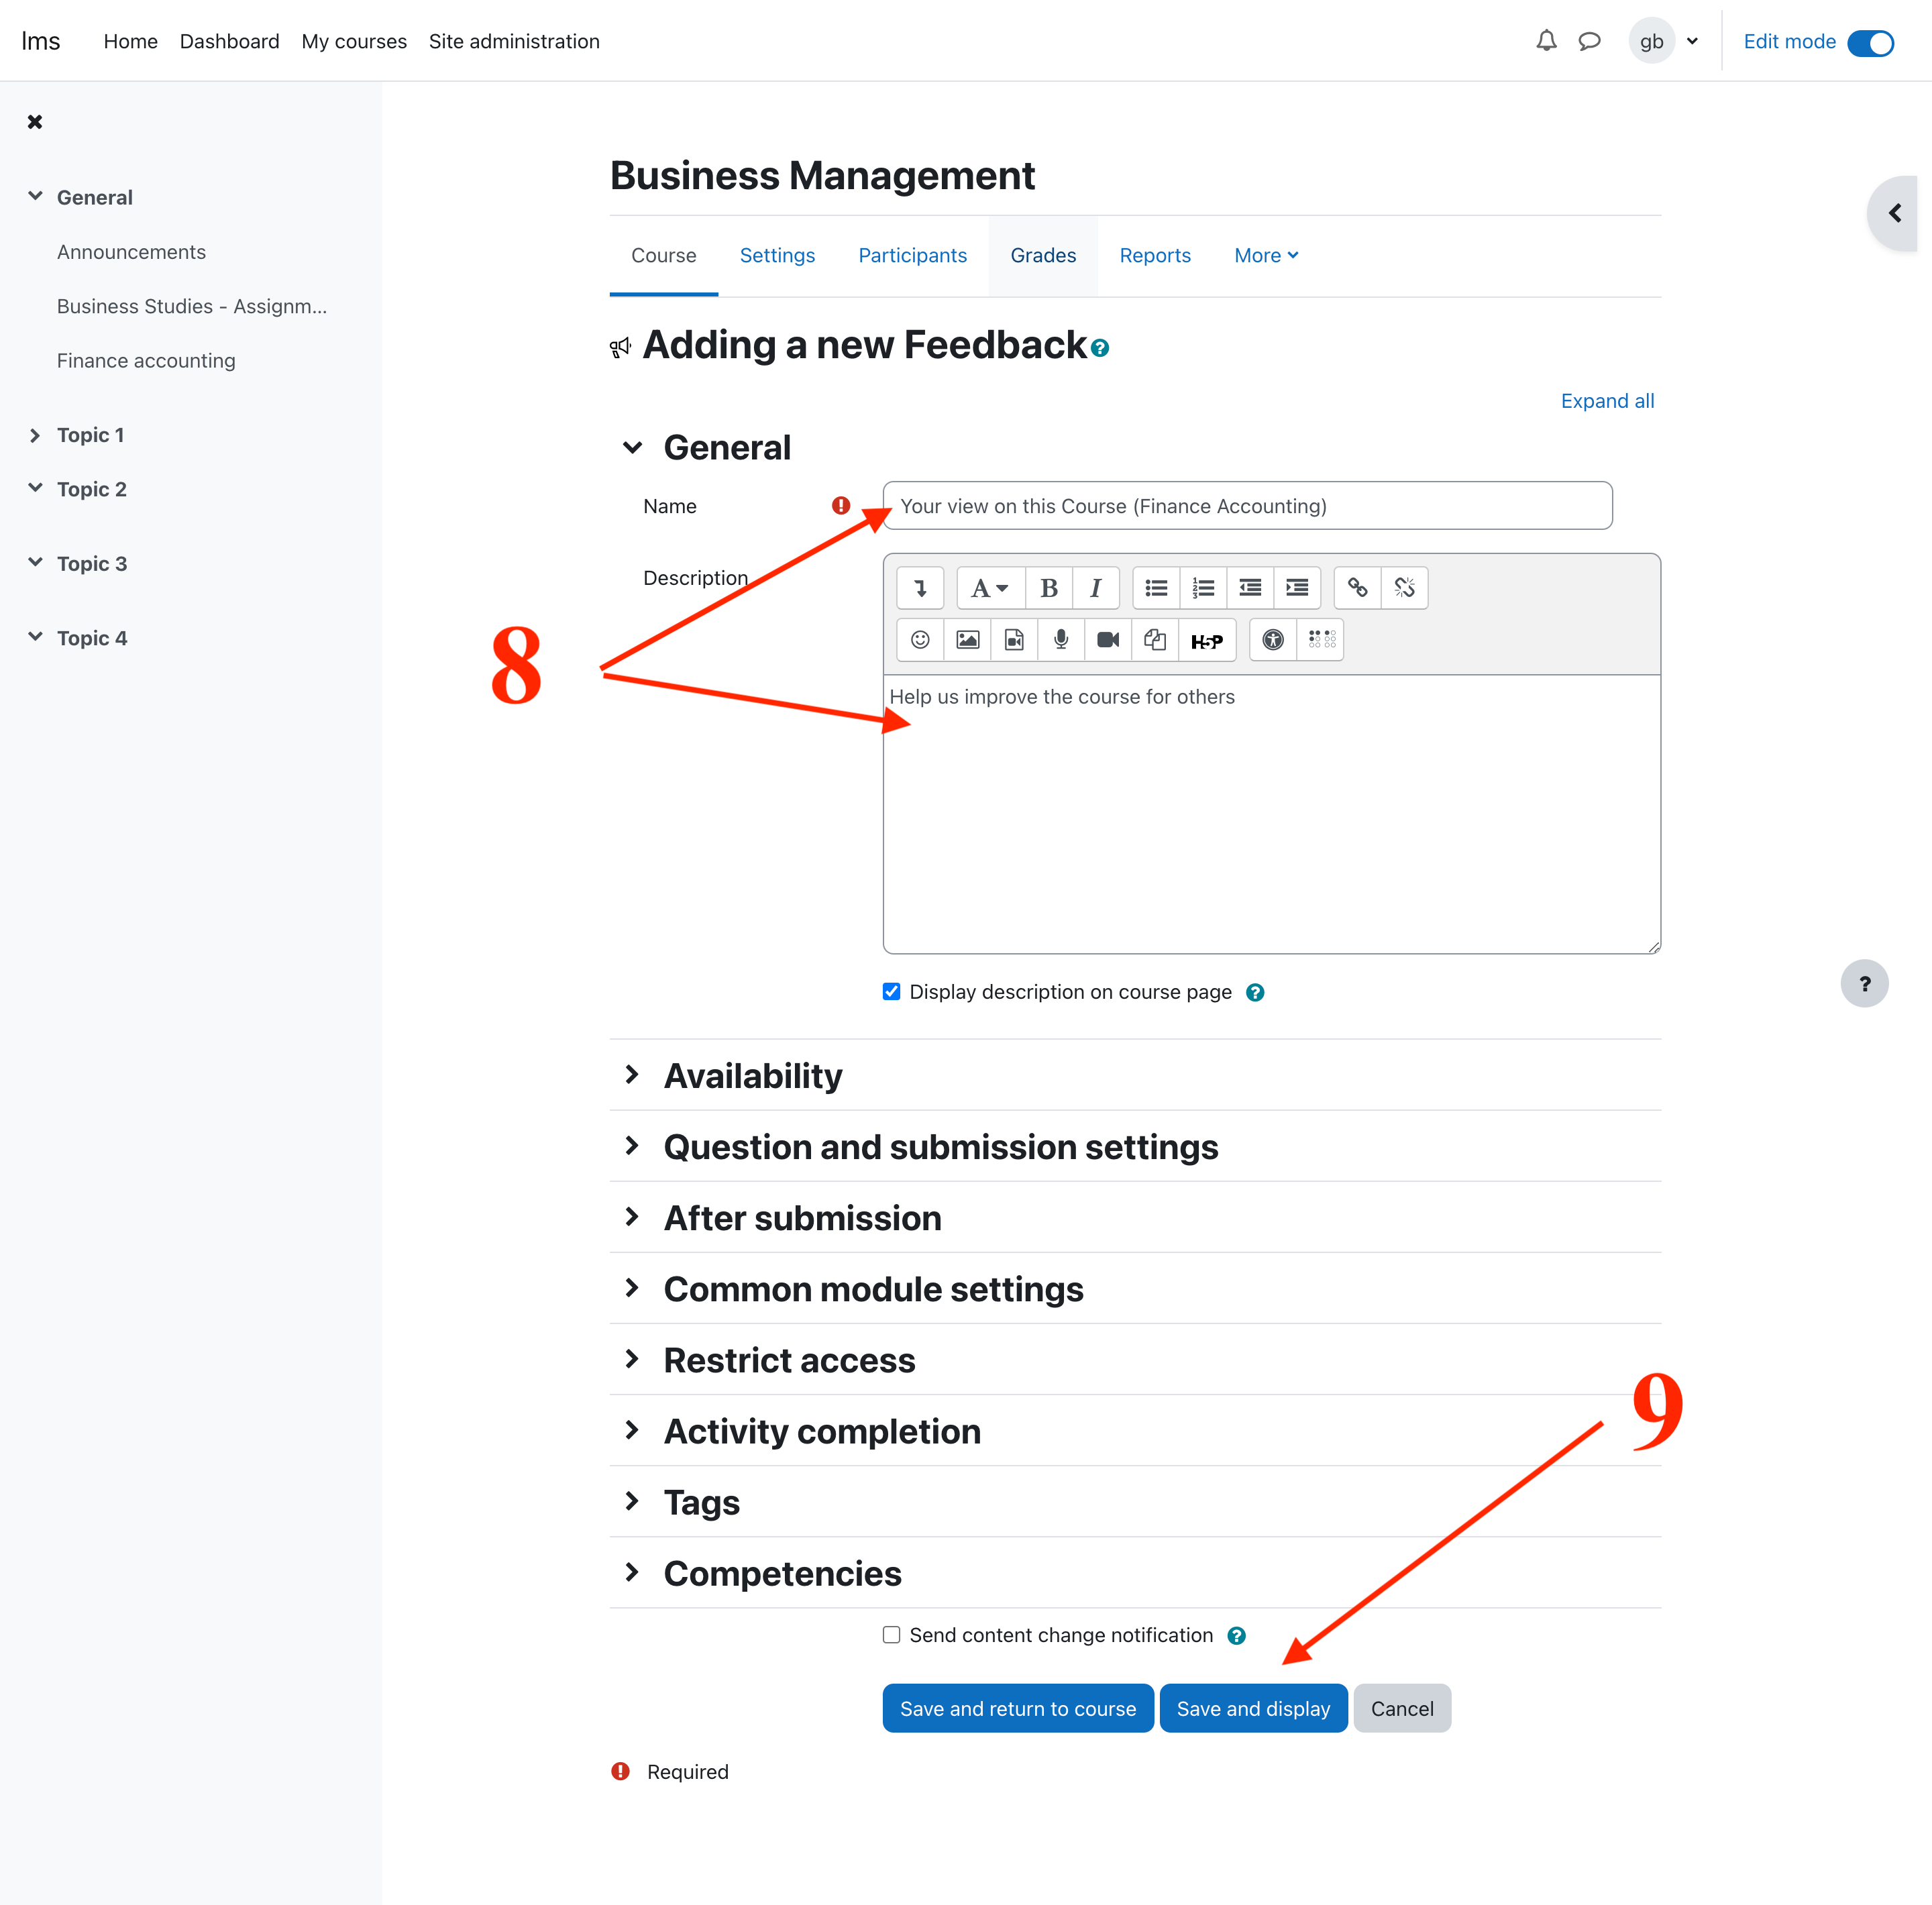 lms Home Dashboard My courses Site administration gb Edit mode
General
Announcements
Business Studies - Assignm...
Finance accounting
Topic 1
Topic 2
Topic 3
Topic 4
Business Management
Course Settings Participants Grades Reports More
Adding a new Feedback
Expand all
General
Name Your view on this Course (Finance Accounting)
Description
A B I
H5P
8
Help us improve the course for others
Display description on course page
?
Availability
Question and submission settings
After submission
Common module settings
Restrict access
9
Activity completion
Tags
Competencies
Send content change notification
Save and return to course Save and display Cancel
Required